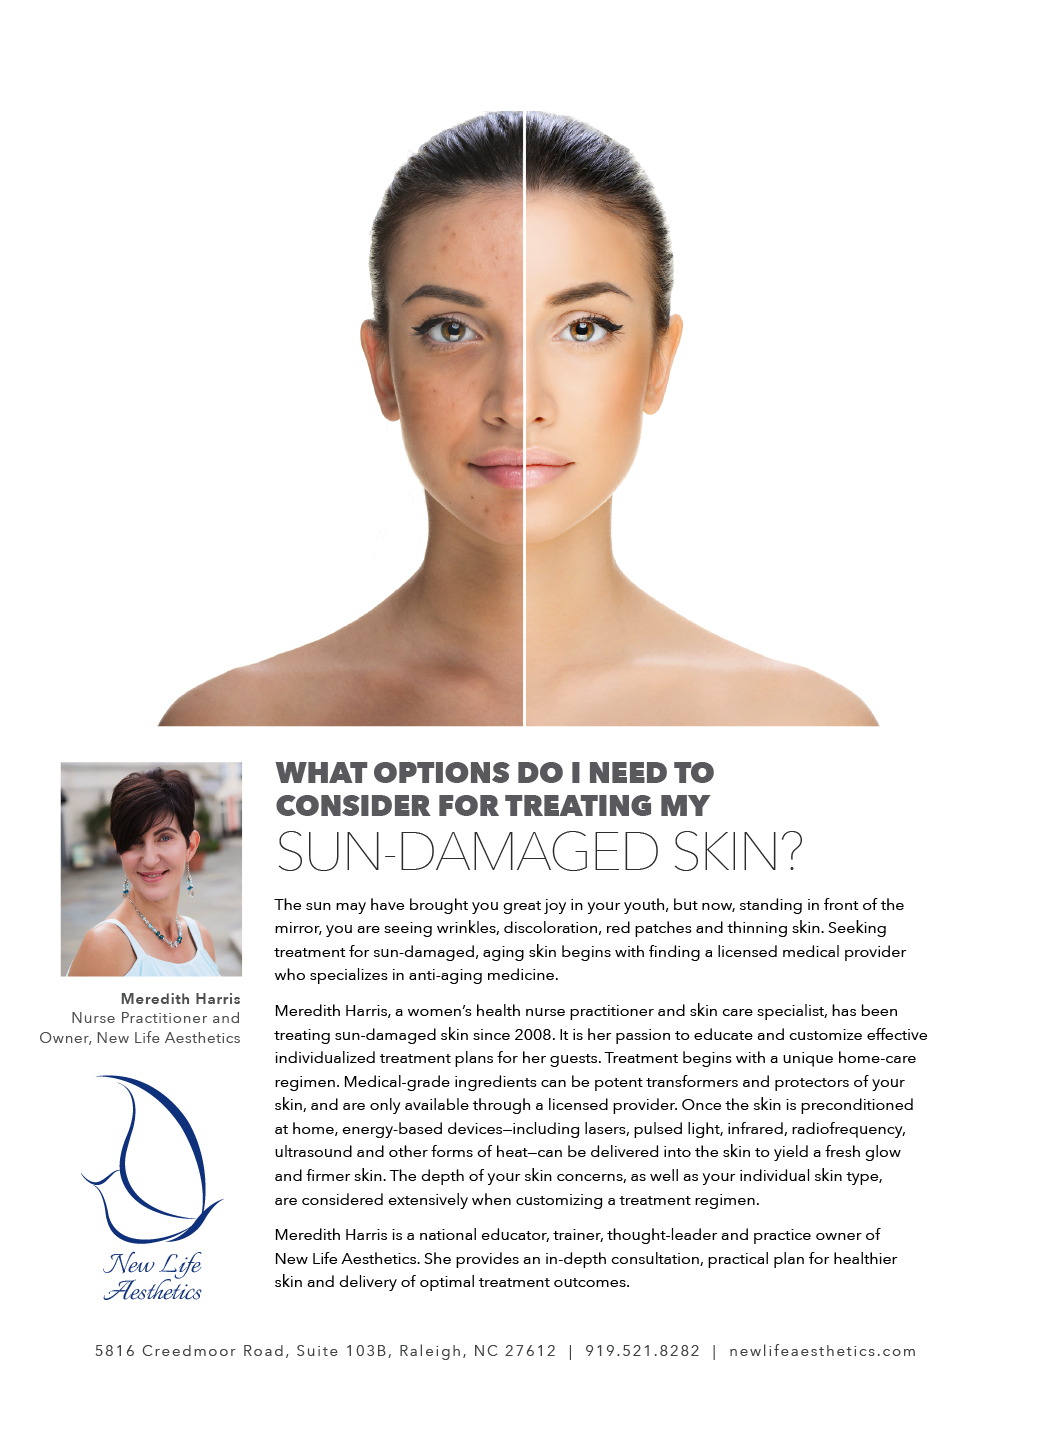 WHAT OPTIONS DO I NEED TO
CONSIDER FOR TREATING MY
SUN-DAMAGED SKIN?
The sun may have brought you great joy in your youth, but now, standing in front of the
mirror, you are seeing wrinkles, discoloration, red patches and thinning skin. Seeking
treatment for sun-damaged, aging skin begins with finding a licensed medical provider
who specializes in anti-aging medicine.
Meredith Harris, a women’s health nurse practitioner and skin care specialist, has been
treating sun-damaged skin since 2008. It is her passion to educate and customize effective
individualized treatment plans for her guests. Treatment begins with a unique home-care
regimen. Medical-grade ingredients can be potent transformers and protectors of your
skin, and are only available through a licensed provider. Once the skin is preconditioned
at home, energy-based devices—including lasers, pulsed light, infrared, radiofrequency,
ultrasound and other forms of heat—can be delivered into the skin to yield a fresh glow
and firmer skin. The depth of your skin concerns, as well as your individual skin type,
are considered extensively when customizing a treatment regimen.
Meredith Harris is a national educator, trainer, thought-leader and practice owner of
New Life Aesthetics. She provides an in-depth consultation, practical plan for healthier
skin and delivery of optimal treatment outcomes.
Meredith Harris
Nurse Practitioner and
Owner, New Life Aesthetics
New Life
Aesthetics
5816 Creedmoor Road, Suite 103B, Raleigh, NC 27612 | 919.521.8282 | newlifeaesthetics.com